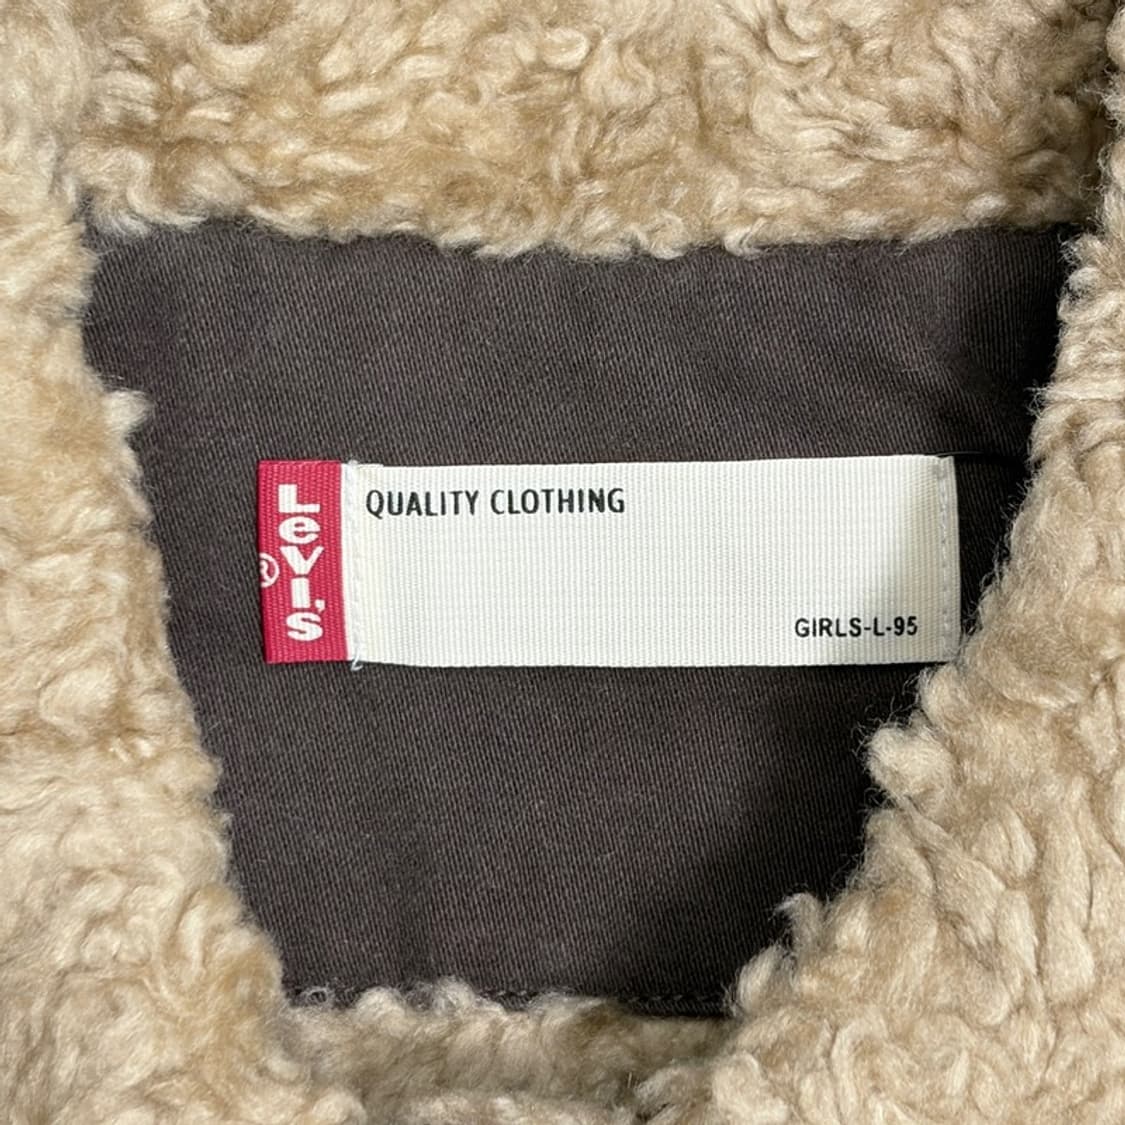 Levi's
®
QUALITY CLOTHING
GIRLS-L-95